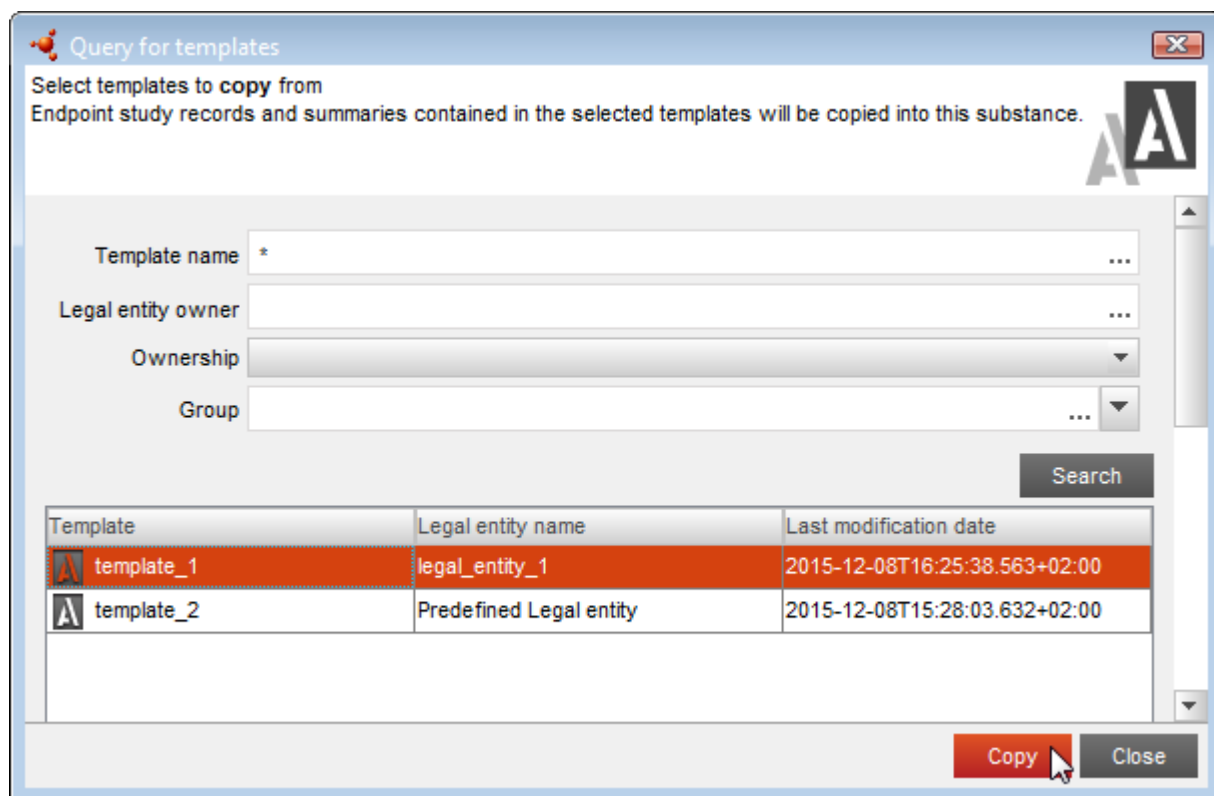 Query for templates
Select templates to copy from
Endpoint study records and summaries contained in the selected templates will be copied into this substance.
Template name *
...
Legal entity owner
...
Ownership
Group
...
Search
Template Legal entity name Last modification date
template_1 legal_entity_1 2015-12-08T16:25:38.563+02:00
template_2 Predefined Legal entity 2015-12-08T15:28:03.632+02:00
Copy Close